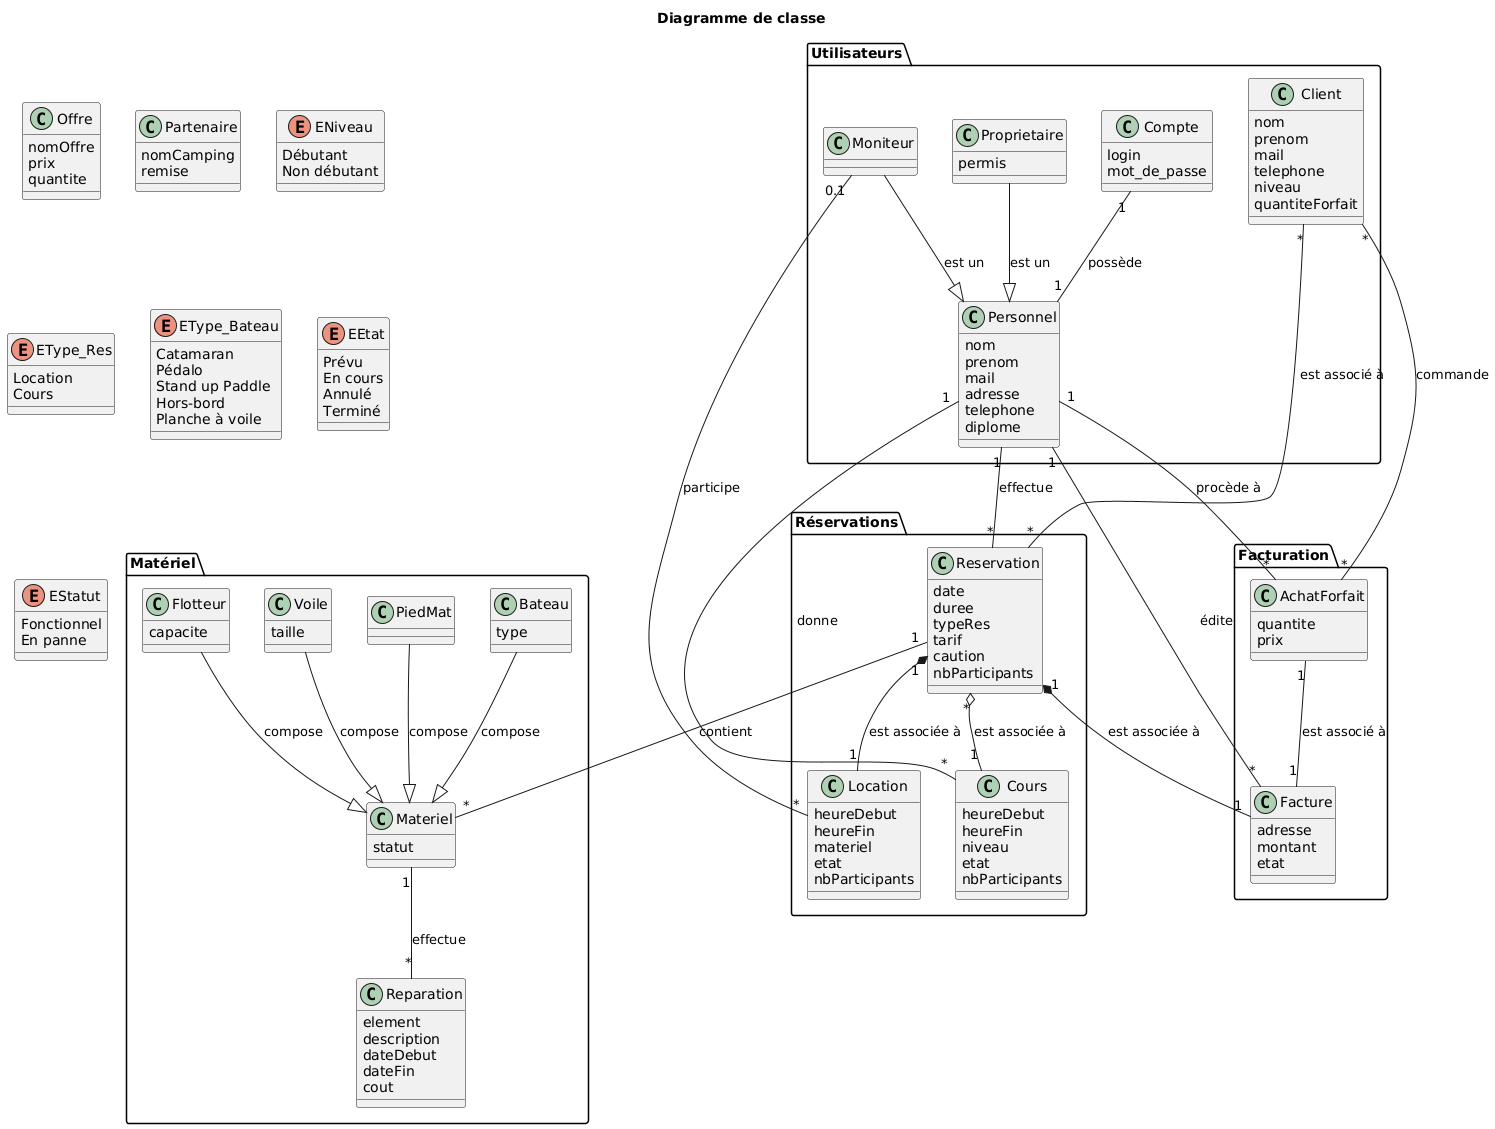 Diagramme de classe
Utilisateurs
C Offre
nomOffre
prix
quantite
C Partenaire
nomCamping
remise
E ENiveau
Débutant
Non débutant
C Moniteur
C Proprietaire
permis
C Compte
login
mot_de_passe
C Client
nom
prenom
mail
telephone
niveau
quantiteForfait
0.1
1
*
*
est un
est un
possède
1
E EType_Res
Location
Cours
E EType_Bateau
Catamaran
Pédalo
Stand up Paddle
Hors-bord
Planche à voile
E EEtat
Prévu
En cours
Annulé
Terminé
C Personnel
nom
prenom
mail
adresse
telephone
diplome
1
1
est associé à
commande
1
1
participe
effectue
procède à
Réservations
*
*
Facturation
*
*
Matériel
E EStatut
Fonctionnel
En panne
C Flotteur
capacite
C Voile
taille
C PiedMat
C Bateau
type
donne
C Reservation
date
duree
typeRes
tarif
caution
nbParticipants
édite
C AchatForfait
quantite
prix
1
1
*
1
1
compose
compose
compose
compose
contient
est associée à
est associée à
est associée à
est associé à
1
1
*
*
1
*
*
1
C Materiel
statut
C Location
heureDebut
heureFin
materiel
etat
nbParticipants
C Cours
heureDebut
heureFin
niveau
etat
nbParticipants
C Facture
adresse
montant
etat
1
effectue
*
C Reparation
element
description
dateDebut
dateFin
cout